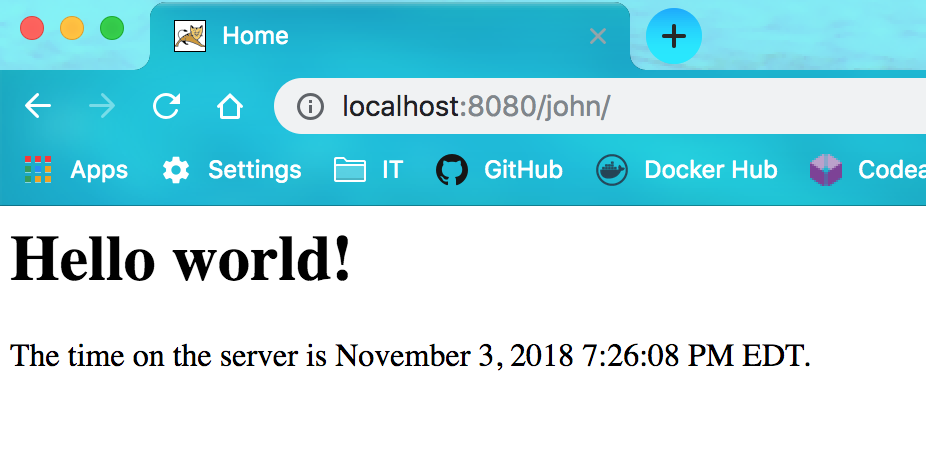 Home
localhost:8080/john/
Apps Settings IT GitHub Docker Hub Codea
Hello world!
The time on the server is November 3, 2018 7:26:08 PM EDT.